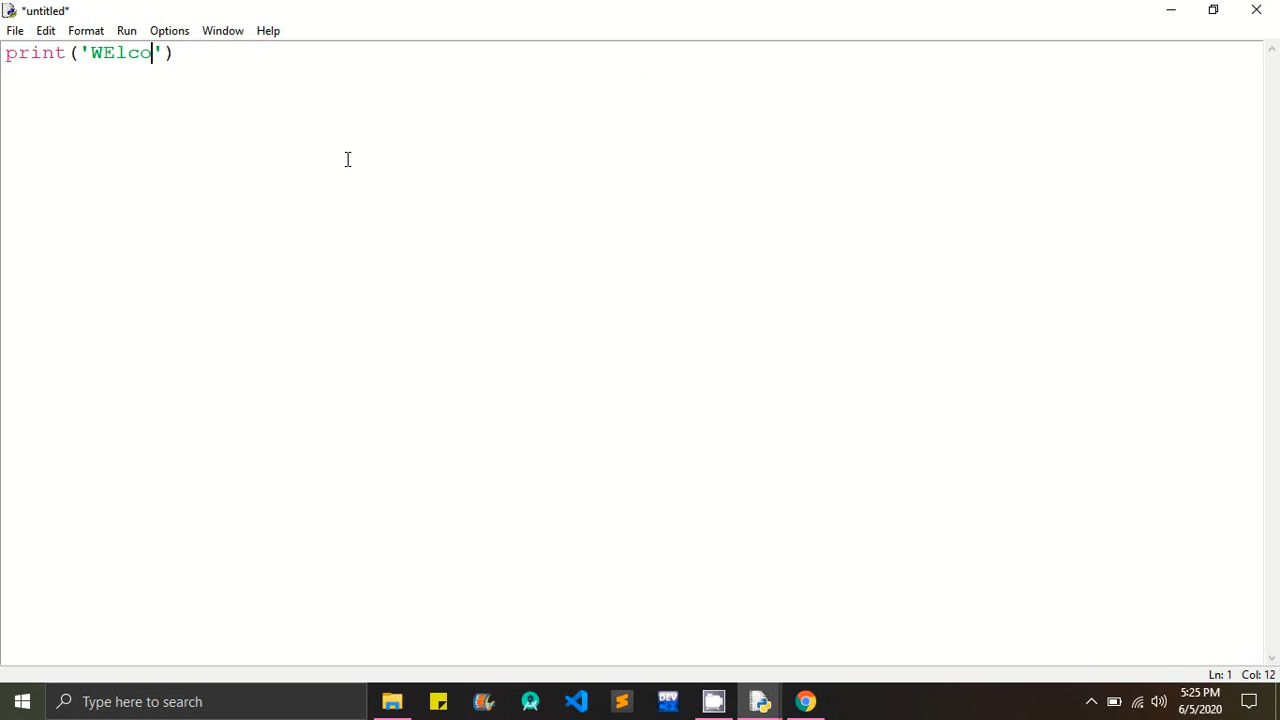 *untitled*
File Edit Format Run Options Window Help
print('WElco')
Ln: 1 Col: 12
Type here to search
DEV
5:25 PM
6/5/2020